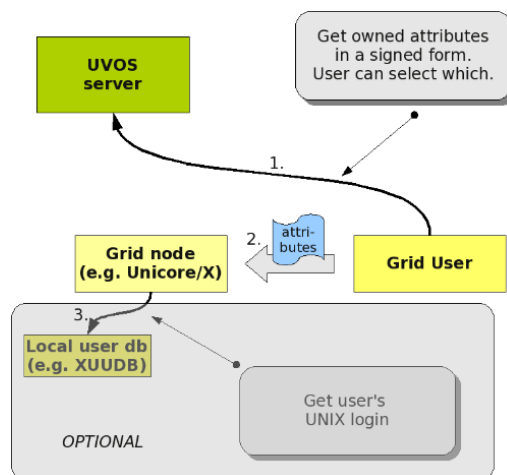 Get owned attributes
in a signed form.
User can select which.
UVOS
server
1.
2.
attri-
butes
Grid node
(e.g. Unicore/X)
Grid User
3.
Local user db
(e.g. XUUDB)
Get user's
UNIX login
OPTIONAL